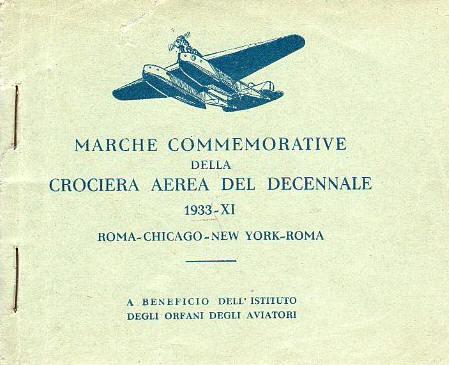 MARCHE COMMEMORATIVE
DELLA
CROCIERA AEREA DEL DECENNALE
1933-XI
ROMA-CHICAGO-NEW YORK-ROMA
A BENEFICIO DELL'ISTITUTO
DEGLI ORFANI DEGLI AVIATORI